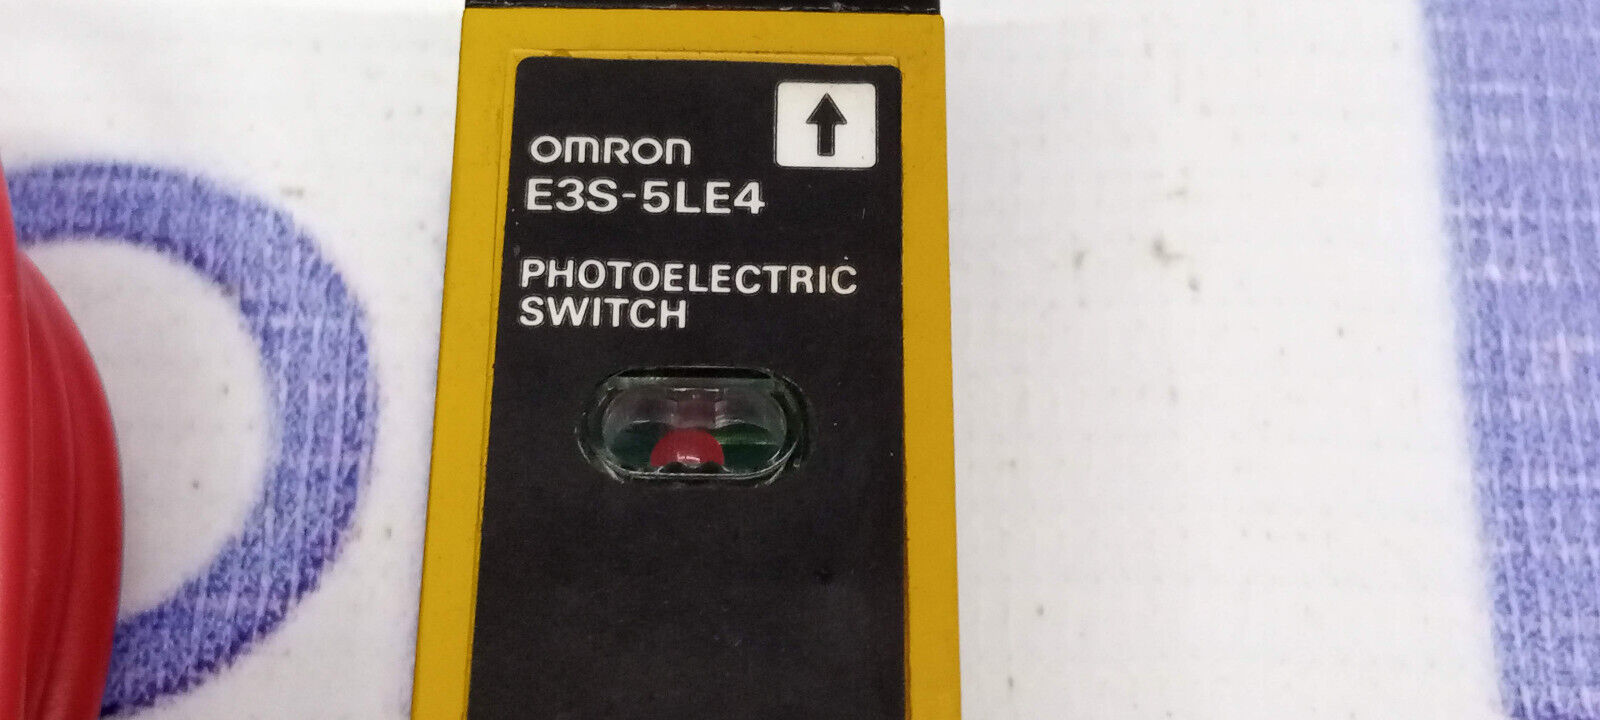 omRon
E3S-5LE4
PHOTOELECTRIC
SWITCH